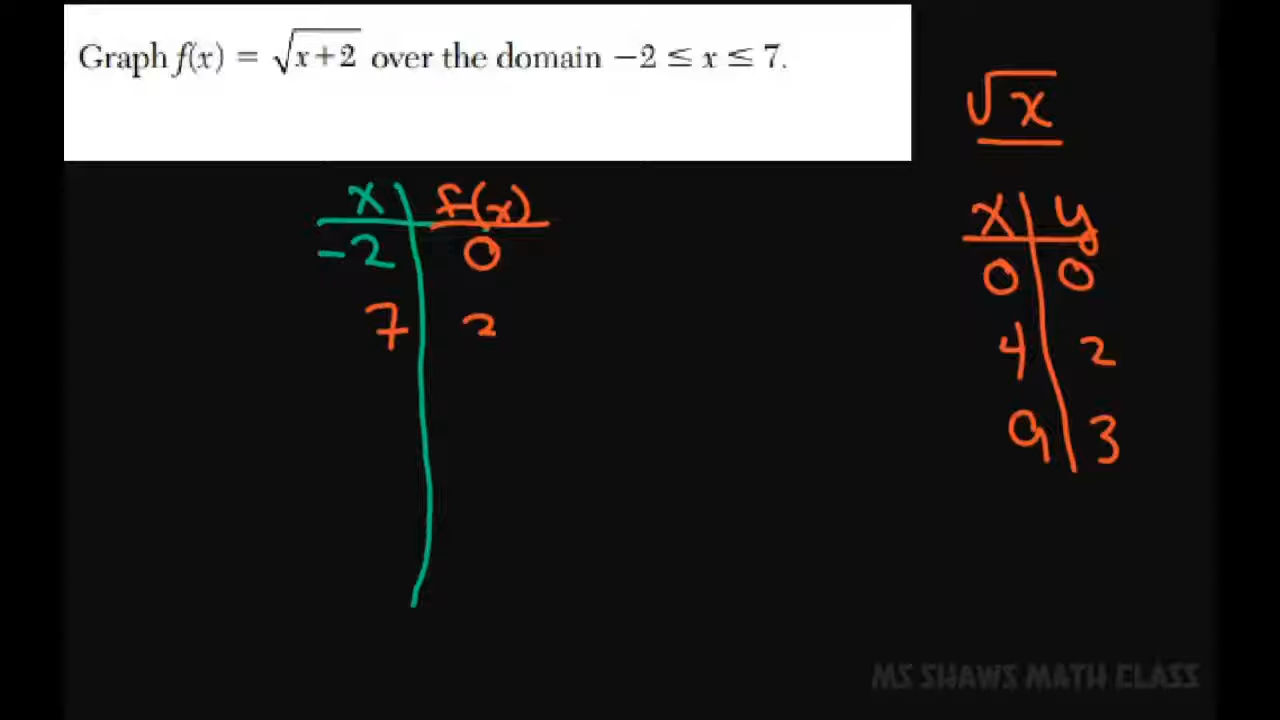 Graph f(x) = √x+2 over the domain −2 ≤ x ≤ 7.
√x
x f(x)
-2 0
7 2
x y
0 0
4 2
9 3
MS SHAWS MATH CLASS